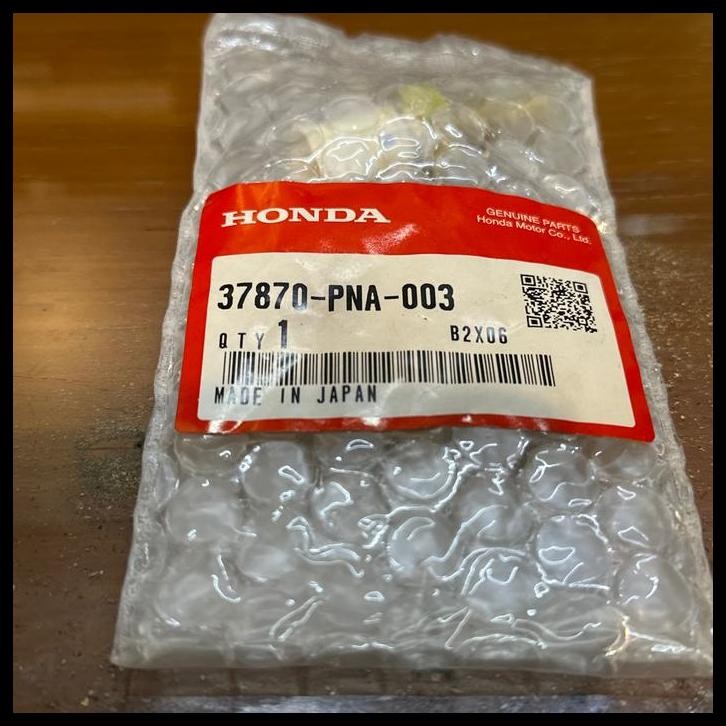 HONDA
GENUINE PARTS
Honda Motor Co., Ltd.
37870-PNA-003
QTY 1
B2X06
MADE IN JAPAN